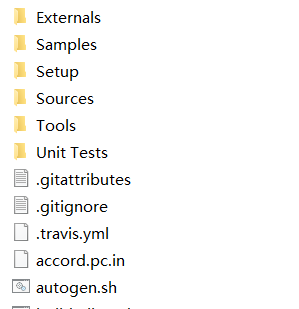 Externals
Samples
Setup
Sources
Tools
Unit Tests
.gitattributes
.gitignore
.travis.yml
accord.pc.in
autogen.sh